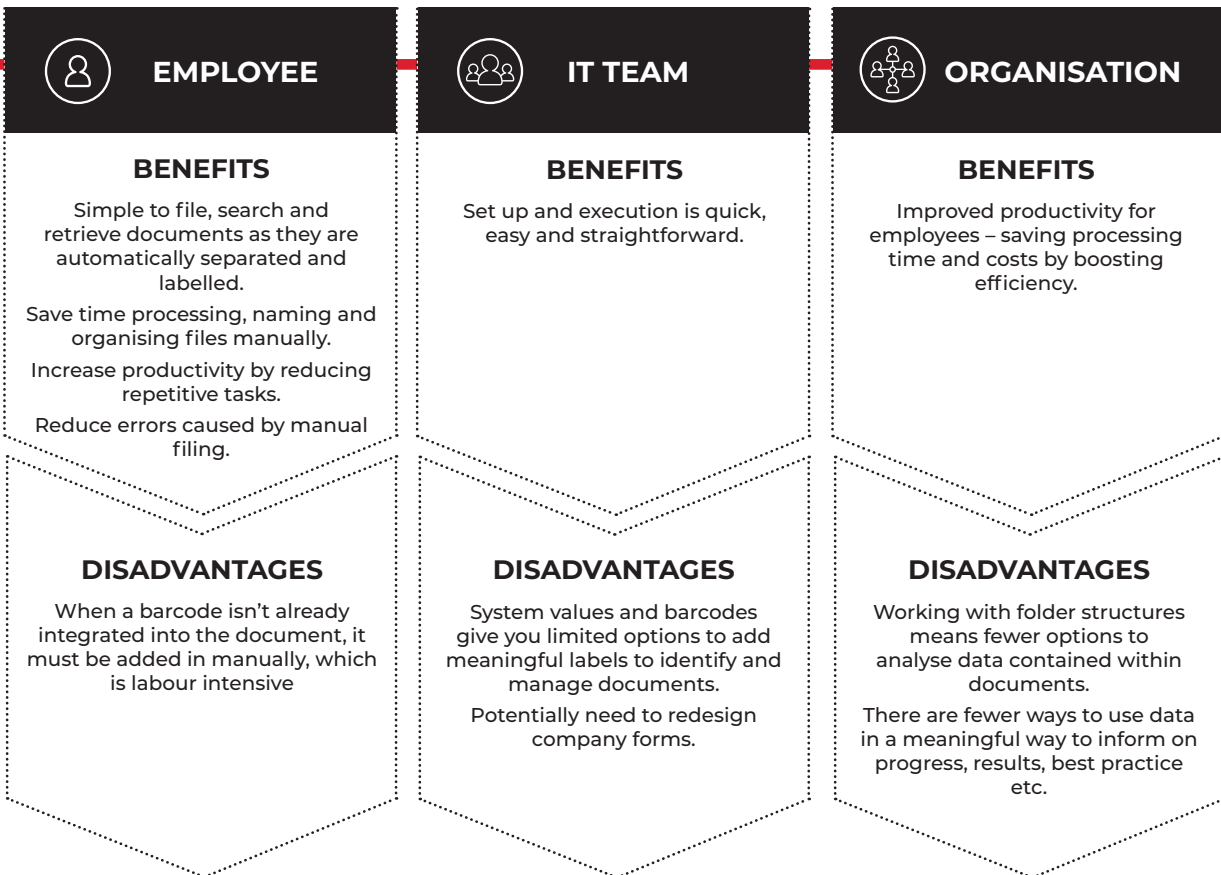 EMPLOYEE
BENEFITS
Simple to file, search and
retrieve documents as they are
automatically separated and
labelled.
Save time processing, naming and
organising files manually.
Increase productivity by reducing
repetitive tasks.
Reduce errors caused by manual
filing.
DISADVANTAGES
When a barcode isn’t already
integrated into the document, it
must be added in manually, which
is labour intensive
IT TEAM
BENEFITS
Set up and execution is quick,
easy and straightforward.
DISADVANTAGES
System values and barcodes
give you limited options to add
meaningful labels to identify and
manage documents.
Potentially need to redesign
company forms.
ORGANISATION
BENEFITS
Improved productivity for
employees – saving processing
time and costs by boosting
efficiency.
DISADVANTAGES
Working with folder structures
means fewer options to
analyse data contained within
documents.
There are fewer ways to use data
in a meaningful way to inform on
progress, results, best practice
etc.